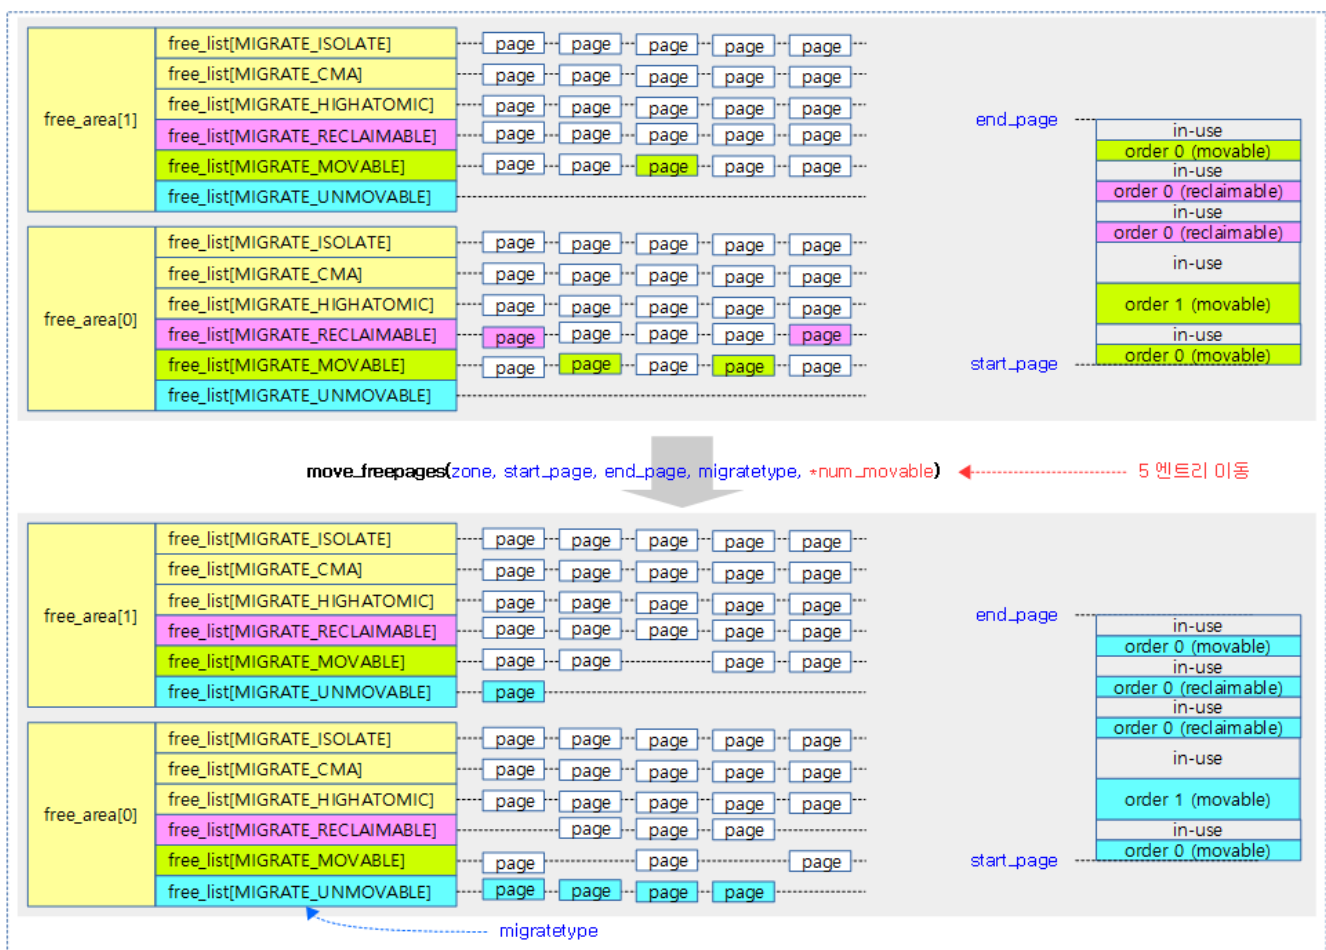 free_area[1]
free_list[MIGRATE_ISOLATE] page page page page page
free_list[MIGRATE_CMA] page page page page page
free_list[MIGRATE_HIGHATOMIC] page page page page page
free_list[MIGRATE_RECLAIMABLE] page page page page page
free_list[MIGRATE_MOVABLE] page page page page page
free_list[MIGRATE_UNMOVABLE]
free_area[0]
free_list[MIGRATE_ISOLATE] page page page page page
free_list[MIGRATE_CMA] page page page page page
free_list[MIGRATE_HIGHATOMIC] page page page page page
free_list[MIGRATE_RECLAIMABLE] page page page page page
free_list[MIGRATE_MOVABLE] page page page page page
free_list[MIGRATE_UNMOVABLE]
end_page
in-use
order 0 (movable)
in-use
order 0 (reclaimable)
in-use
order 0 (reclaimable)
in-use
order 1 (movable)
in-use
order 0 (movable)
start_page
move_freepages(zone, start_page, end_page, migratetype, *num_movable) 5 엔트리 이동
free_area[1]
free_list[MIGRATE_ISOLATE] page page page page page
free_list[MIGRATE_CMA] page page page page page
free_list[MIGRATE_HIGHATOMIC] page page page page page
free_list[MIGRATE_RECLAIMABLE] page page page page page
free_list[MIGRATE_MOVABLE] page page page page
free_list[MIGRATE_UNMOVABLE] page
free_area[0]
free_list[MIGRATE_ISOLATE] page page page page page
free_list[MIGRATE_CMA] page page page page page
free_list[MIGRATE_HIGHATOMIC] page page page page page
free_list[MIGRATE_RECLAIMABLE] page page page
free_list[MIGRATE_MOVABLE] page page page
free_list[MIGRATE_UNMOVABLE] page page page page
end_page
in-use
order 0 (movable)
in-use
order 0 (reclaimable)
in-use
order 0 (reclaimable)
in-use
order 1 (movable)
in-use
order 0 (movable)
start_page
migratetype